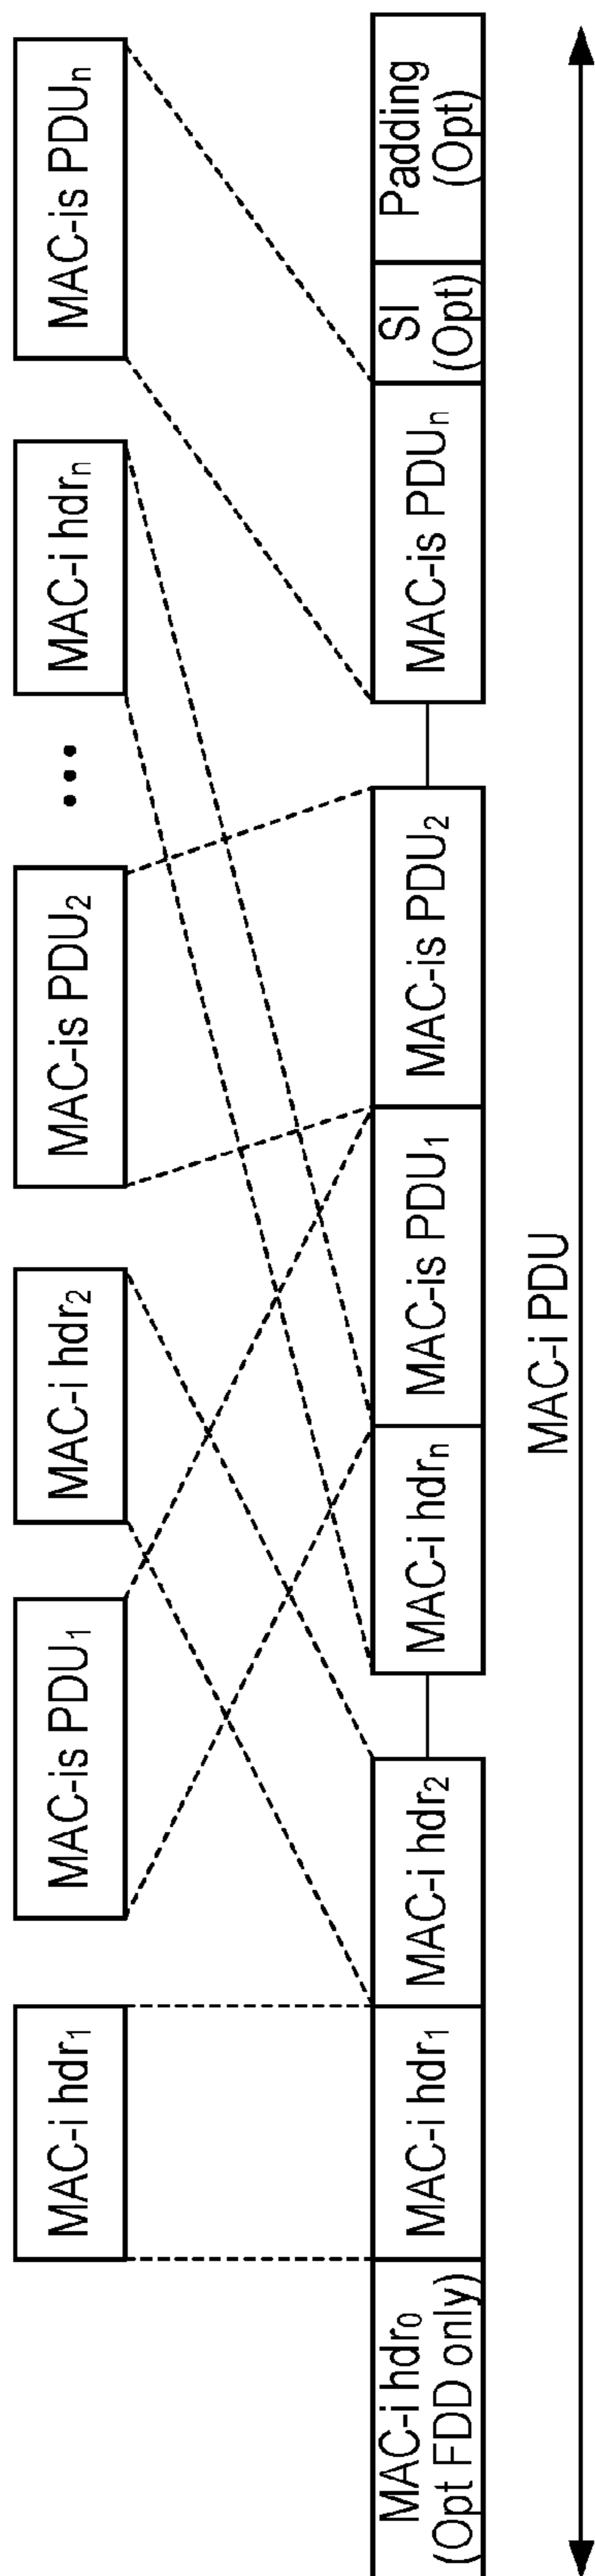 MAC-i hdr₁
MAC-is PDU₁
MAC-i hdr₂
MAC-is PDU₂
•••
MAC-i hdrₙ
MAC-is PDUₙ
MAC-i hdr₀
(Opt FDD only)
MAC-i hdr₁
MAC-i hdr₂
MAC-i hdrₙ
MAC-is PDU₁
MAC-is PDU₂
MAC-is PDUₙ
SI
(Opt)
Padding
(Opt)
MAC-i PDU